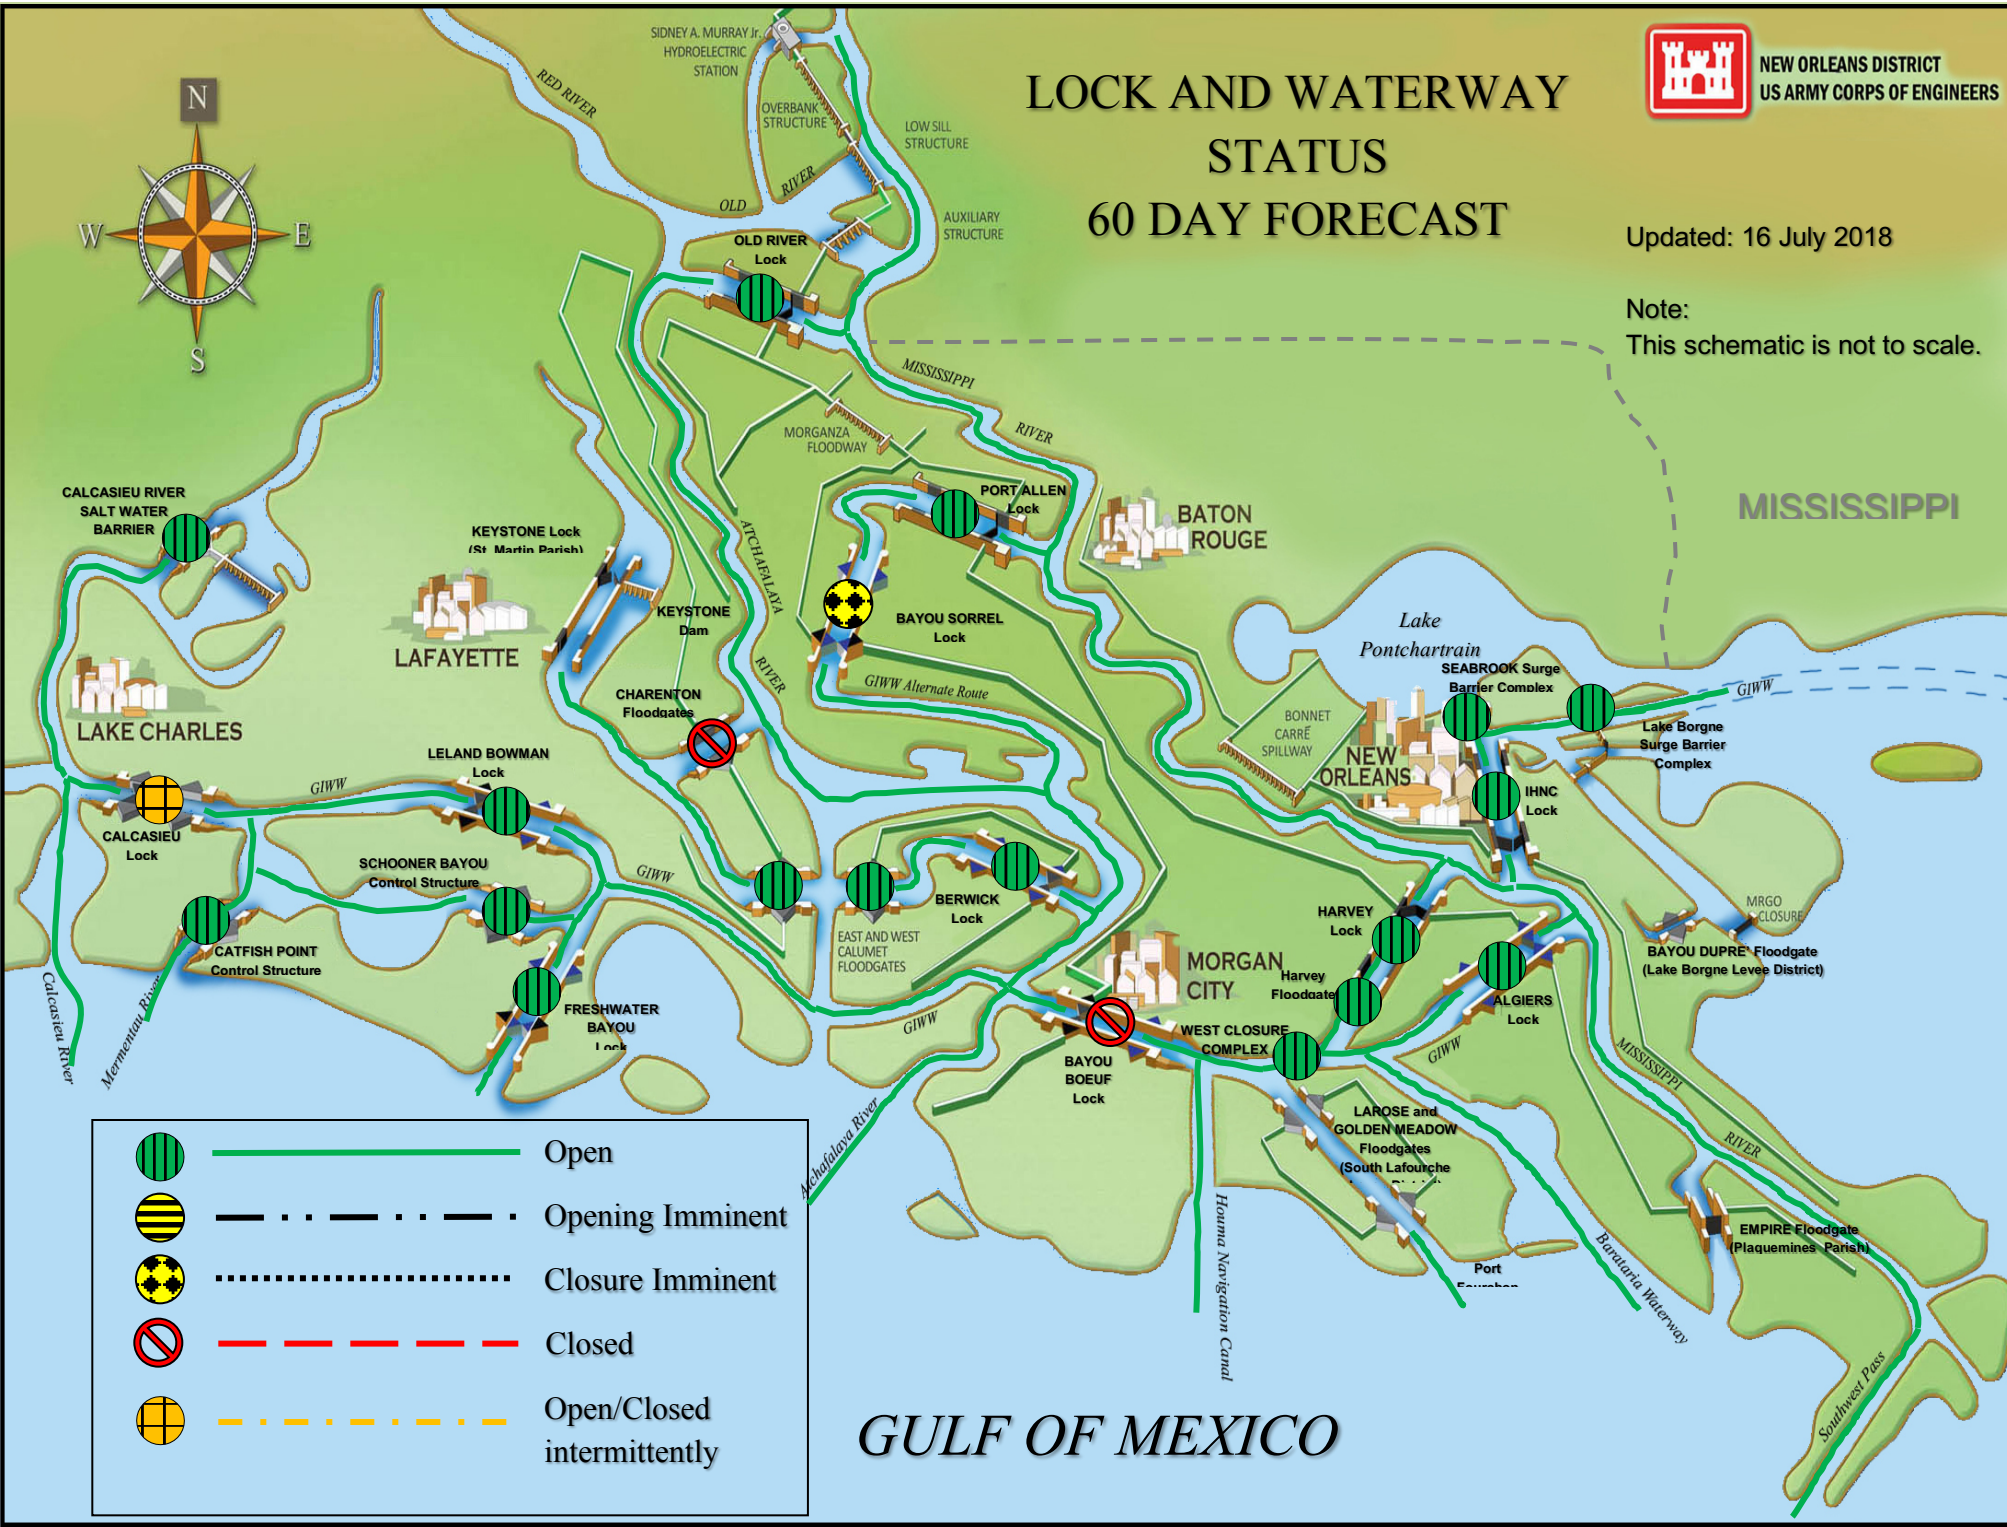 SIDNEY A. MURRAY Jr.
HYDROELECTRIC
STATION
RED RIVER
OVERBANK
STRUCTURE
LOW SILL
STRUCTURE
OLD
RIVER
AUXILIARY
STRUCTURE
LOCK AND WATERWAY
STATUS
60 DAY FORECAST
NEW ORLEANS DISTRICT
US ARMY CORPS OF ENGINEERS
Updated: 16 July 2018
Note:
This schematic is not to scale.
N
W
E
S
OLD RIVER
Lock
MISSISSIPPI
RIVER
MORGANZA
FLOODWAY
CALCASIEU RIVER
SALT WATER
BARRIER
KEYSTONE Lock
(St. Martin Parish)
PORT ALLEN
Lock
BATON
ROUGE
MISSISSIPPI
ATCHAFALAYA
RIVER
KEYSTONE
Dam
BAYOU SORREL
Lock
LAFAYETTE
Lake
Pontchartrain
SEABROOK Surge
Barrier Complex
GIWW
GIWW Alternate Route
CHARENTON
Floodgates
LAKE CHARLES
BONNET
CARRÉ
SPILLWAY
NEW
ORLEANS
Lake Borgne
Surge Barrier
Complex
LELAND BOWMAN
Lock
GIWW
IHNC
Lock
CALCASIEU
Lock
SCHOONER BAYOU
Control Structure
GIWW
BERWICK
Lock
HARVEY
Lock
MRGO
CLOSURE
CATFISH POINT
Control Structure
EAST AND WEST
CALUMET
FLOODGATES
MORGAN
CITY
Harvey
Floodgate
BAYOU DUPRE' Floodgate
(Lake Borgne Levee District)
ALGIERS
Lock
FRESHWATER
BAYOU
Lock
GIWW
WEST CLOSURE
COMPLEX
GIWW
MISSISSIPPI
RIVER
Calcasieu River
Mermentau River
BAYOU
BOEUF
Lock
LAROSE and
GOLDEN MEADOW
Floodgates
(South Lafourche
Atchafalaya River
Houma Navigation Canal
EMPIRE Floodgate
(Plaquemines Parish)
Port
Barataria Waterway
Southwest Pass
Open
Opening Imminent
Closure Imminent
Closed
Open/Closed
intermittently
GULF OF MEXICO